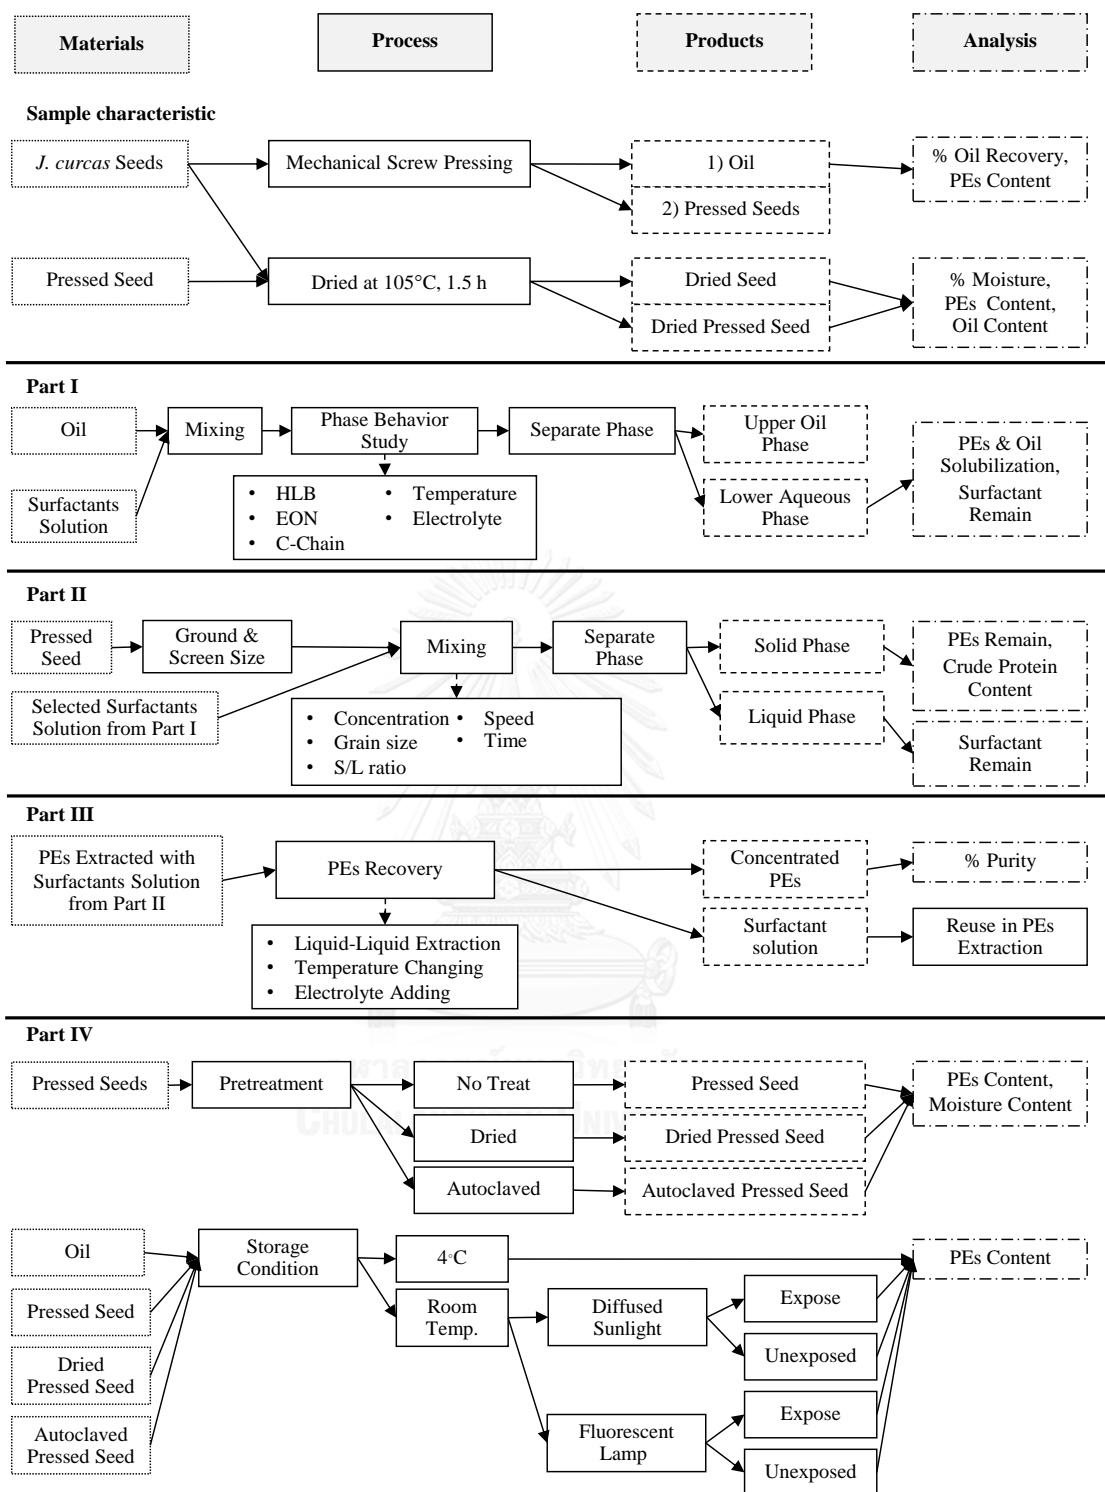 Materials
Process
Products
Analysis
Sample characteristic
J. curcas Seeds
Mechanical Screw Pressing
1) Oil
2) Pressed Seeds
% Oil Recovery,
PEs Content
Pressed Seed
Dried at 105°C, 1.5 h
Dried Seed
Dried Pressed Seed
% Moisture,
PEs Content,
Oil Content
Part I
Oil
Surfactants
Solution
Mixing
Phase Behavior
Study
• HLB
• EON
• C-Chain
• Temperature
• Electrolyte
Separate Phase
Upper Oil
Phase
Lower Aqueous
Phase
PEs & Oil
Solubilization,
Surfactant
Remain
Part II
Pressed
Seed
Ground &
Screen Size
Selected Surfactants
Solution from Part I
Mixing
• Concentration
• Grain size
• S/L ratio
• Speed
• Time
Separate
Phase
Solid Phase
Liquid Phase
PEs Remain,
Crude Protein
Content
Surfactant
Remain
Part III
PEs Extracted with
Surfactants Solution
from Part II
PEs Recovery
• Liquid-Liquid Extraction
• Temperature Changing
• Electrolyte Adding
Concentrated
PEs
% Purity
Surfactant
solution
Reuse in PEs
Extraction
Part IV
Pressed Seeds
Pretreatment
No Treat
Pressed Seed
Dried
Dried Pressed Seed
Autoclaved
Autoclaved Pressed Seed
PEs Content,
Moisture Content
Oil
Pressed Seed
Dried
Pressed Seed
Autoclaved
Pressed Seed
Storage
Condition
4◦C
Room
Temp.
Diffused
Sunlight
Expose
Unexposed
Fluorescent
Lamp
Expose
Unexposed
PEs Content